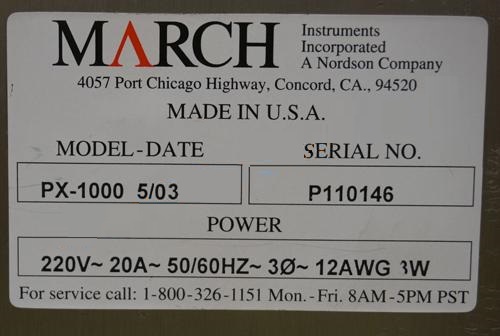 MARCH Instruments
Incorporated
A Nordson Company
4057 Port Chicago Highway, Concord, CA., 94520
MADE IN U.S.A.
MODEL-DATE SERIAL NO.
PX-1000 5/03 P110146
POWER
220V~ 20A~ 50/60HZ~ 3Ø~ 12AWG 3W
For service call: 1-800-326-1151 Mon.-Fri. 8AM-5PM PST